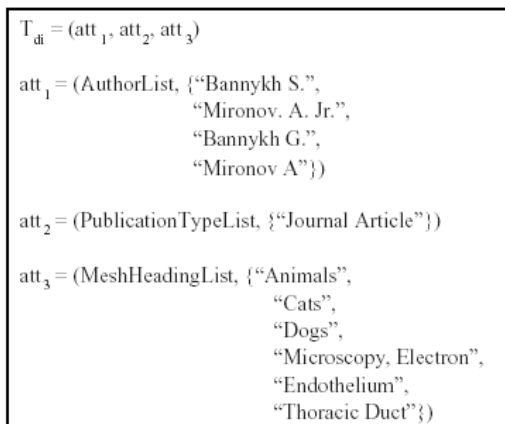 T_di = (att_1, att_2, att_3)
att_1 = (AuthorList, {“Bannykh S.”,
“Mironov. A. Jr.”,
“Bannykh G.”,
“Mironov A”})
att_2 = (PublicationTypeList, {“Journal Article”})
att_3 = (MeshHeadingList, {“Animals”,
“Cats”,
“Dogs”,
“Microscopy, Electron”,
“Endothelium”,
“Thoracic Duct”})